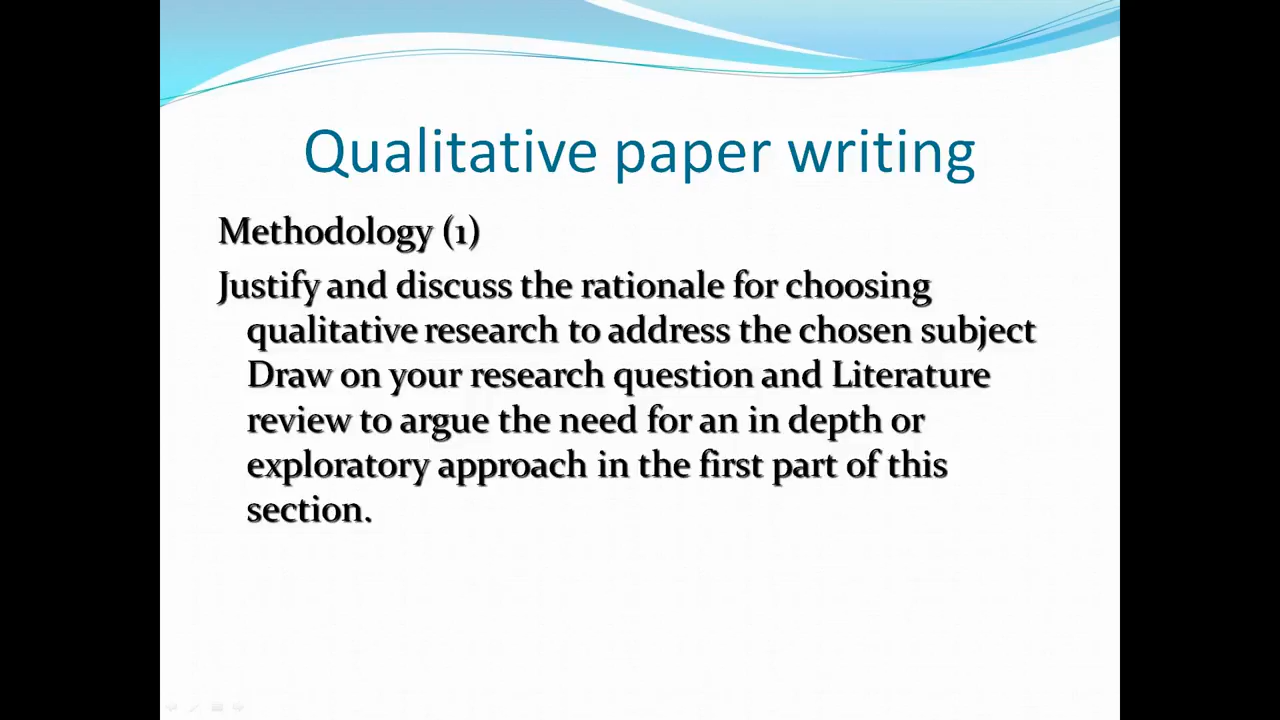 Qualitative paper writing
Methodology (1)
Justify and discuss the rationale for choosing
qualitative research to address the chosen subject
Draw on your research question and Literature
review to argue the need for an in depth or
exploratory approach in the first part of this
section.